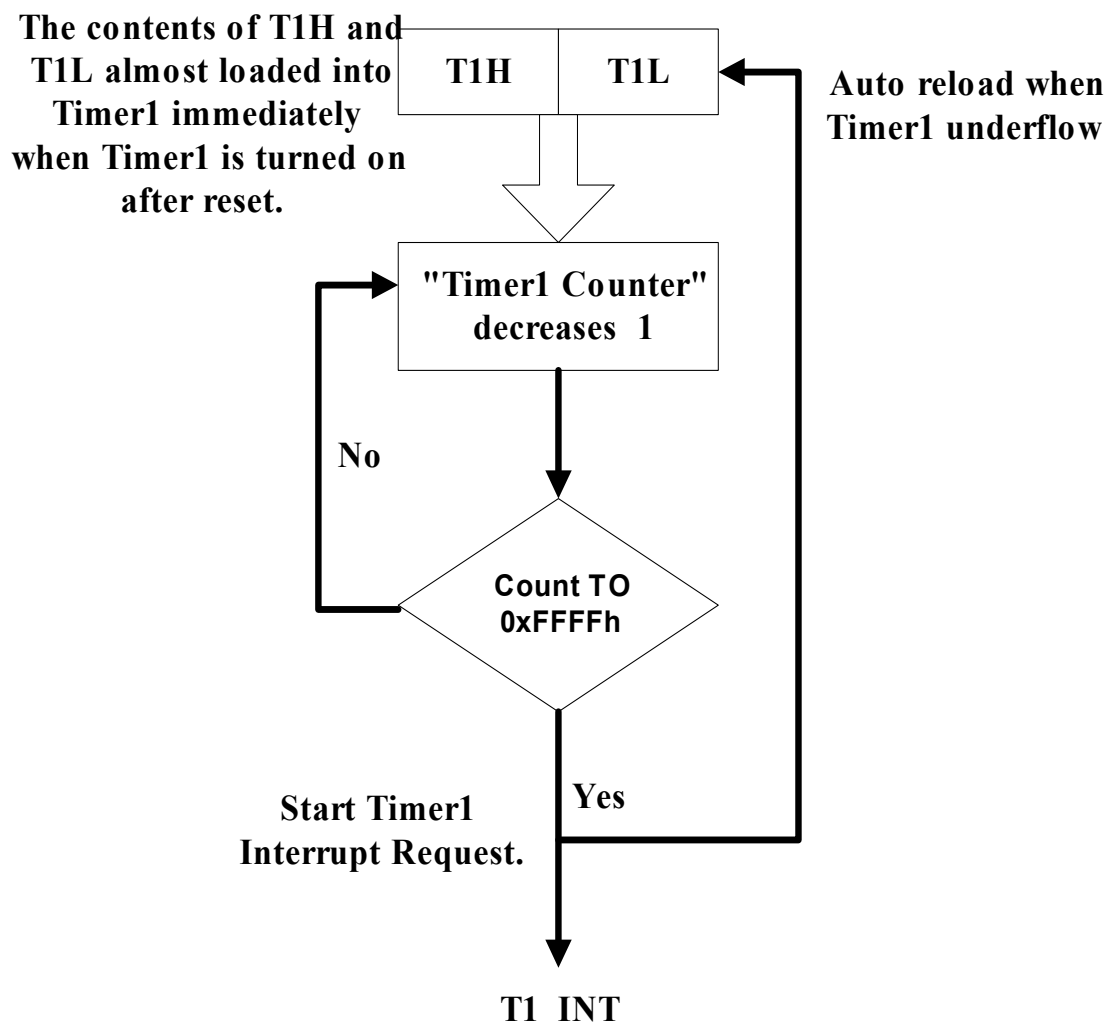 The contents of T1H and
T1L almost loaded into
Timer1 immediately
when Timer1 is turned on
after reset.
T1H
T1L
Auto reload when
Timer1 underflow
"Timer1 Counter"
decreases 1
No
Count TO
0xFFFFh
Yes
Start Timer1
Interrupt Request.
T1 INT